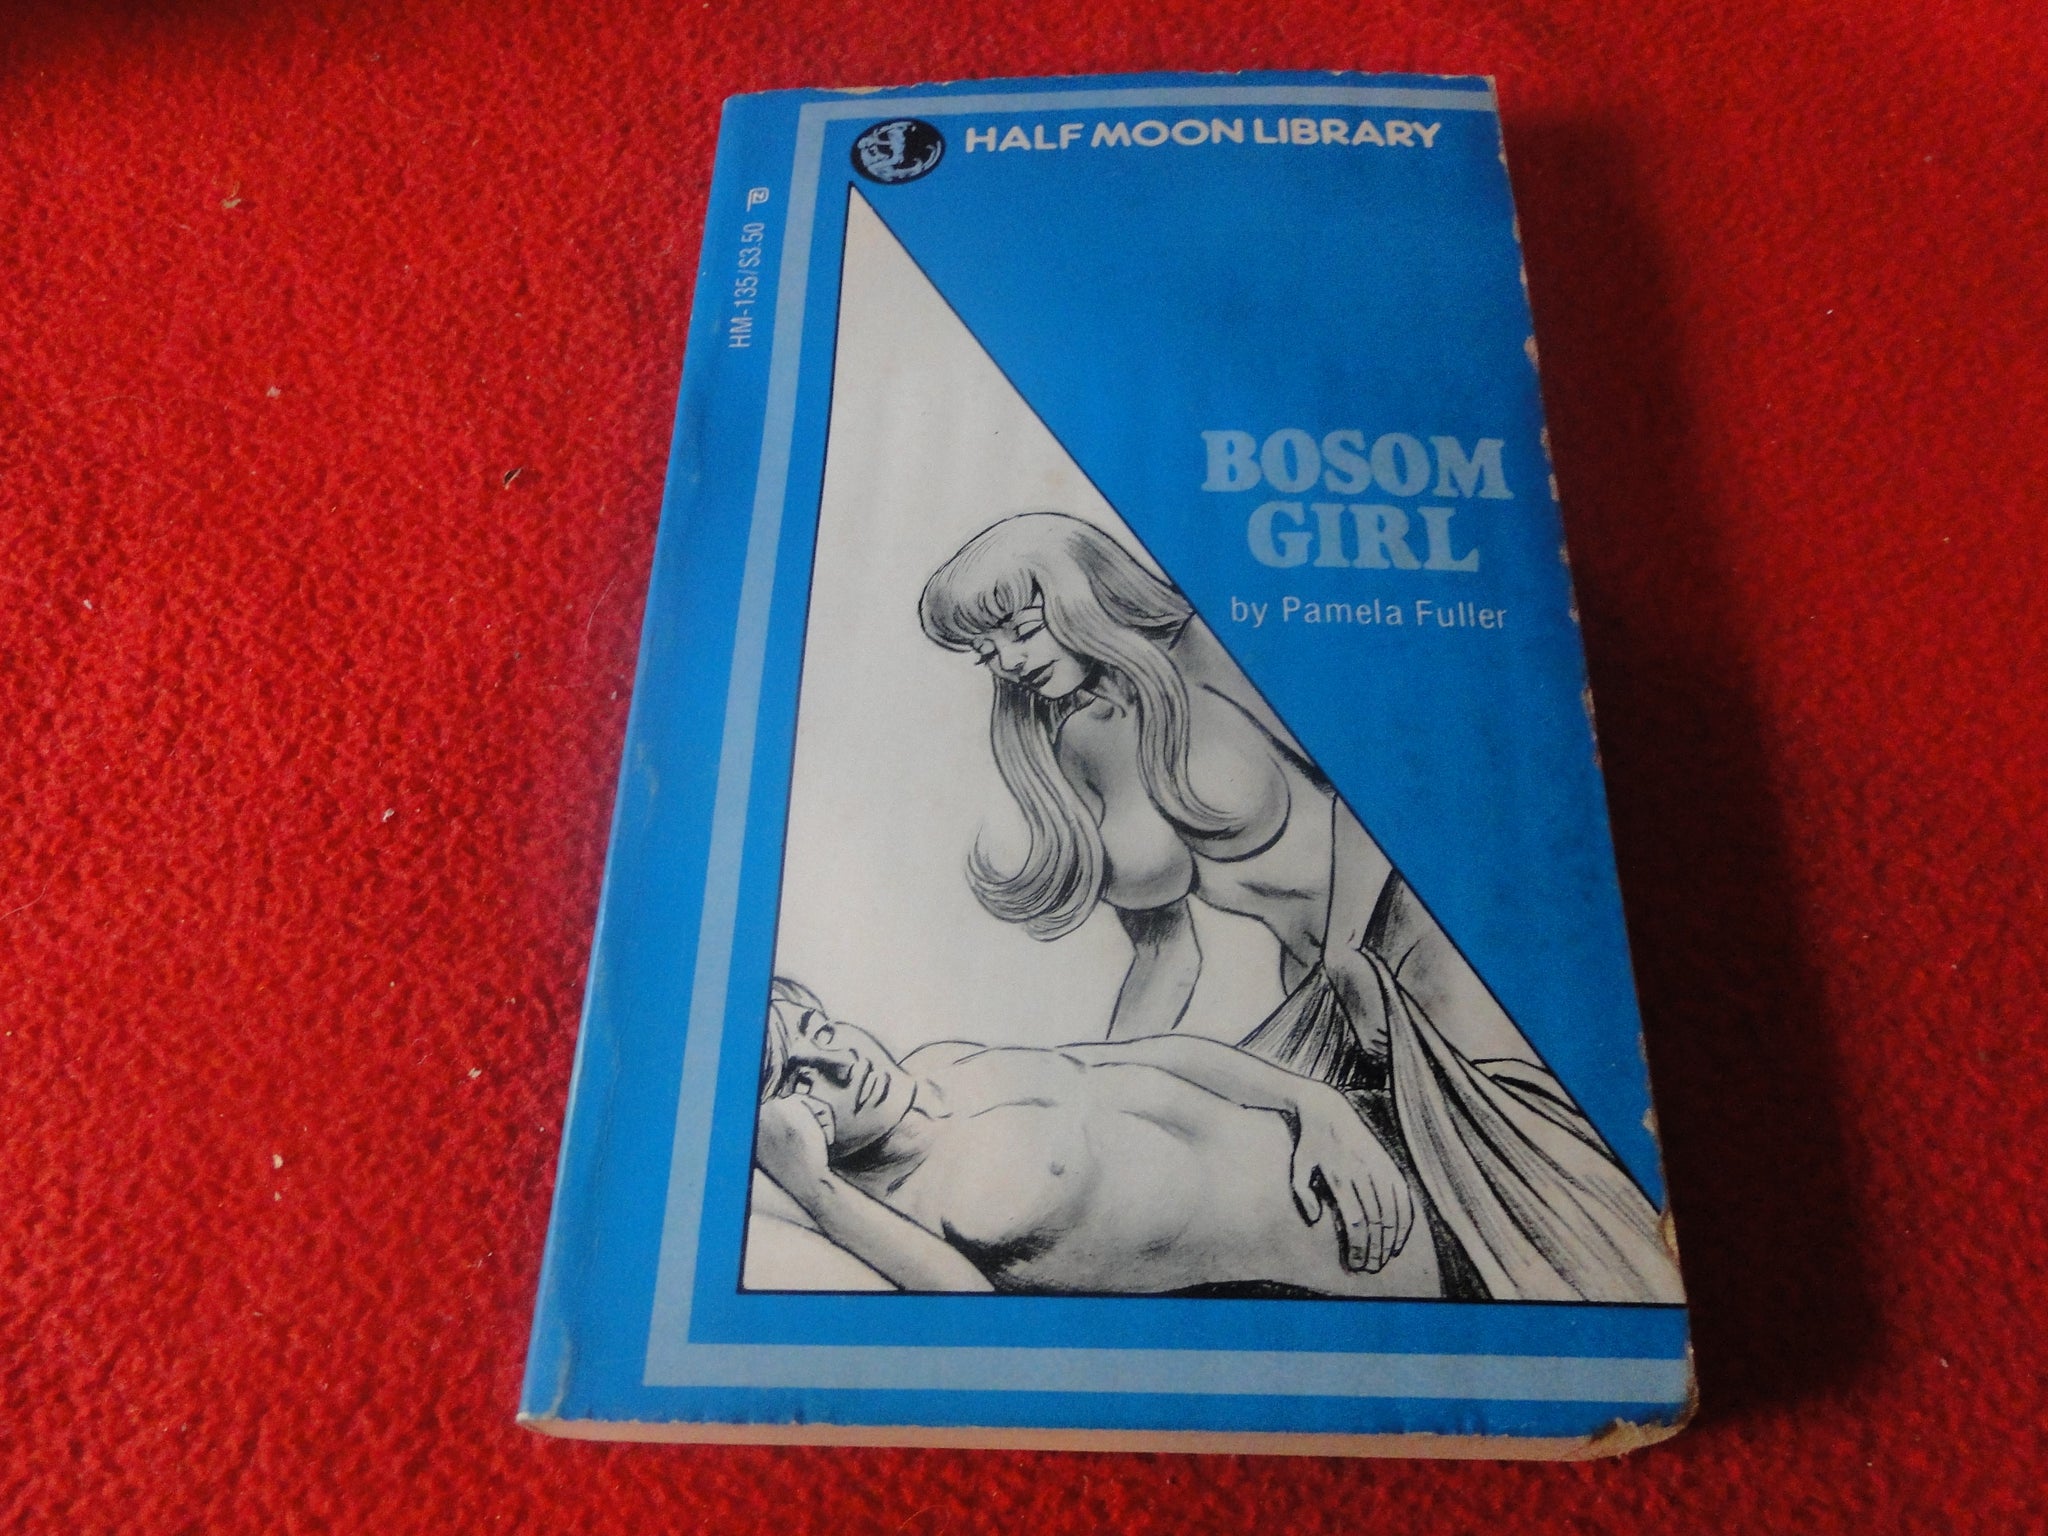 HALF MOON LIBRARY
HM-135/$3.50
BOSOM
GIRL
by Pamela Fuller